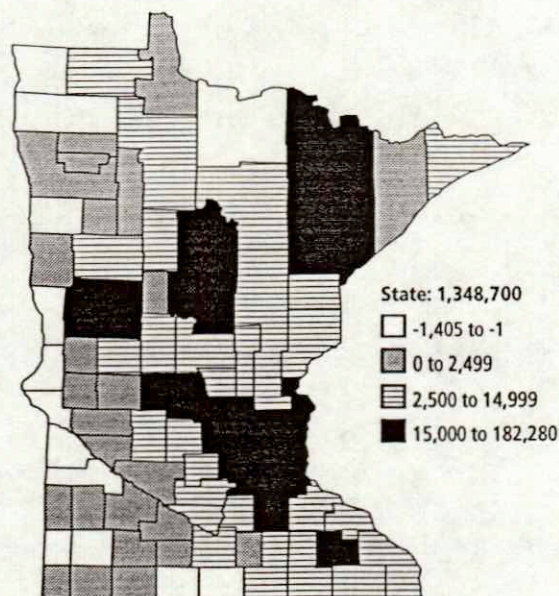 State: 1,348,700
-1,405 to -1
0 to 2,499
2,500 to 14,999
15,000 to 182,280